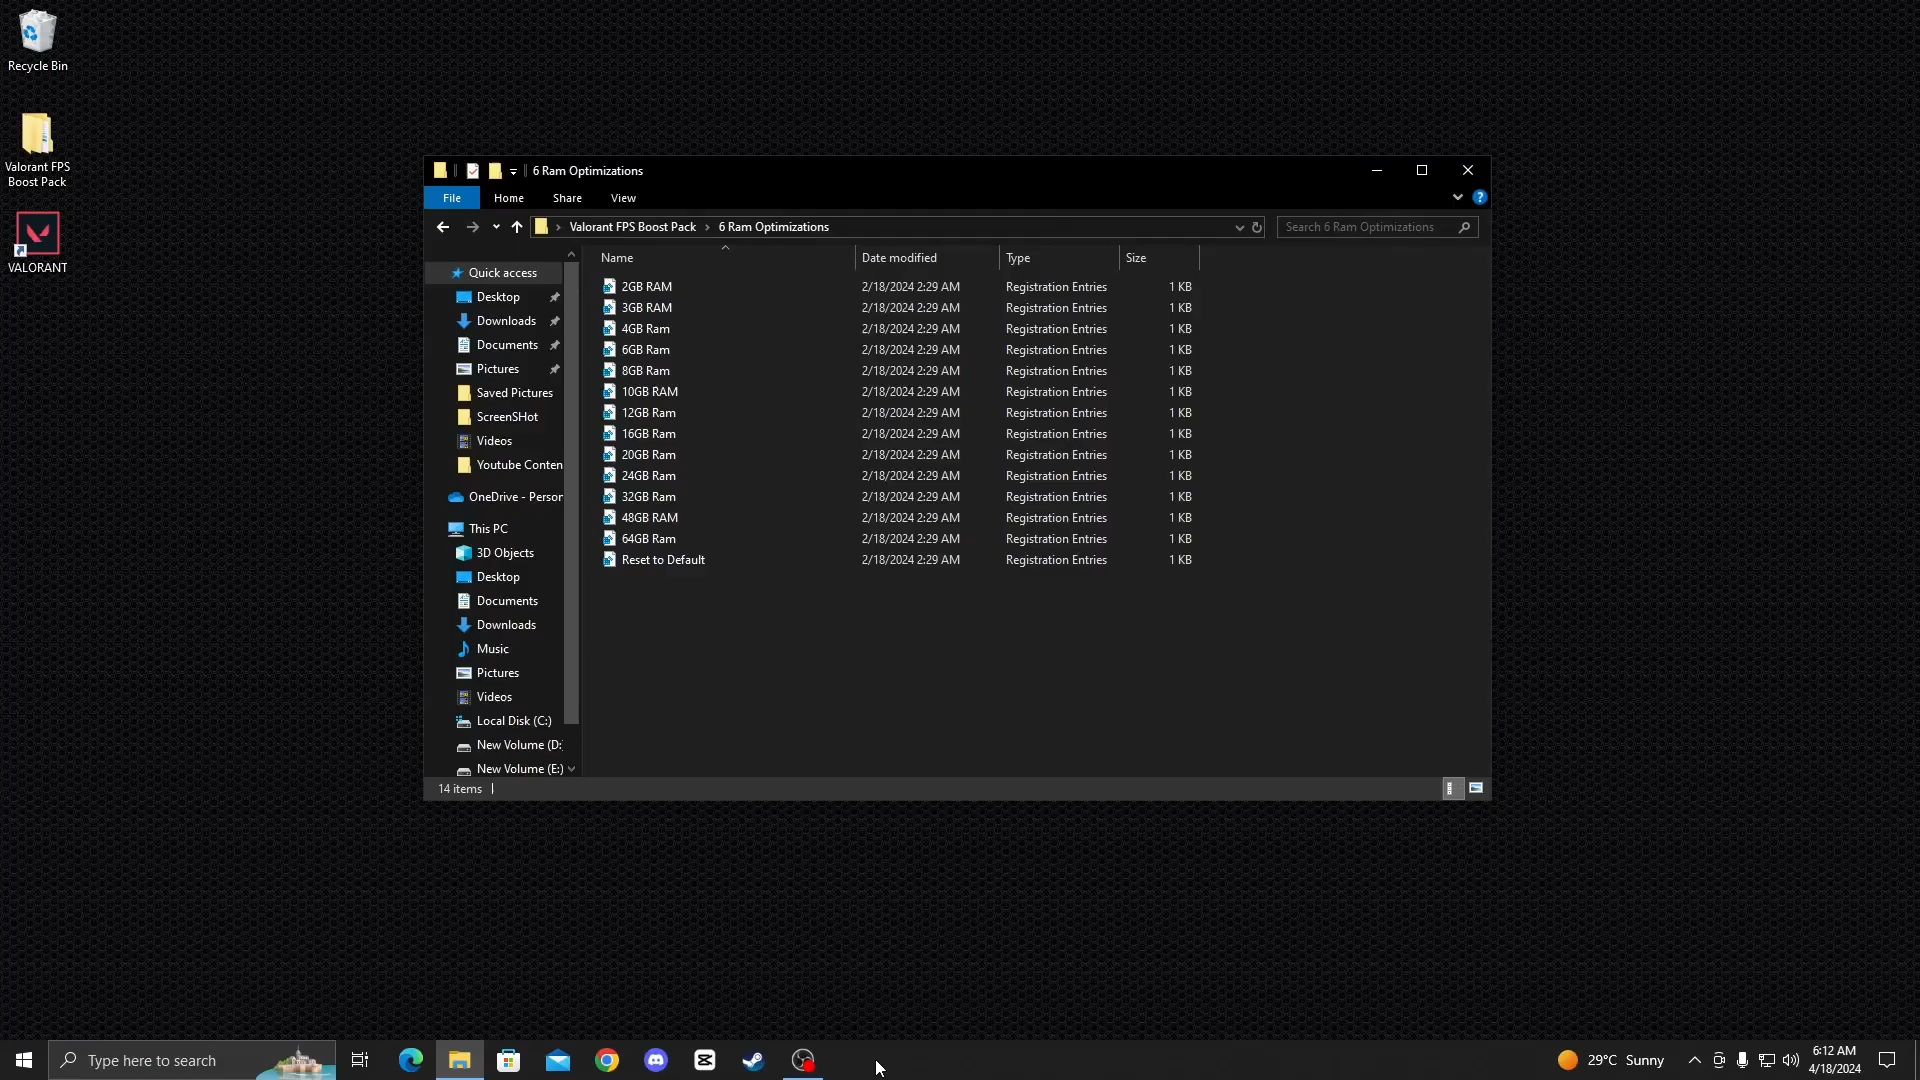 Recycle Bin
Valorant FPS
Boost Pack
VALORANT
6 Ram Optimizations
File Home Share View
Valorant FPS Boost Pack > 6 Ram Optimizations
Search 6 Ram Optimizations
Quick access
Desktop
Downloads
Documents
Pictures
Saved Pictures
ScreenSHot
Videos
Youtube Conten
OneDrive - Person
This PC
3D Objects
Desktop
Documents
Downloads
Music
Pictures
Videos
Local Disk (C:)
New Volume (D:
New Volume (E:)
Name Date modified Type Size
2GB RAM 2/18/2024 2:29 AM Registration Entries 1 KB
3GB RAM 2/18/2024 2:29 AM Registration Entries 1 KB
4GB Ram 2/18/2024 2:29 AM Registration Entries 1 KB
6GB Ram 2/18/2024 2:29 AM Registration Entries 1 KB
8GB Ram 2/18/2024 2:29 AM Registration Entries 1 KB
10GB RAM 2/18/2024 2:29 AM Registration Entries 1 KB
12GB Ram 2/18/2024 2:29 AM Registration Entries 1 KB
16GB Ram 2/18/2024 2:29 AM Registration Entries 1 KB
20GB Ram 2/18/2024 2:29 AM Registration Entries 1 KB
24GB Ram 2/18/2024 2:29 AM Registration Entries 1 KB
32GB Ram 2/18/2024 2:29 AM Registration Entries 1 KB
48GB RAM 2/18/2024 2:29 AM Registration Entries 1 KB
64GB Ram 2/18/2024 2:29 AM Registration Entries 1 KB
Reset to Default 2/18/2024 2:29 AM Registration Entries 1 KB
14 items
Type here to search
29°C Sunny
6:12 AM
4/18/2024